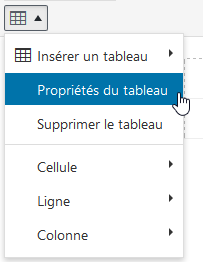 Insérer un tableau
Propriétés du tableau
Supprimer le tableau
Cellule
Ligne
Colonne